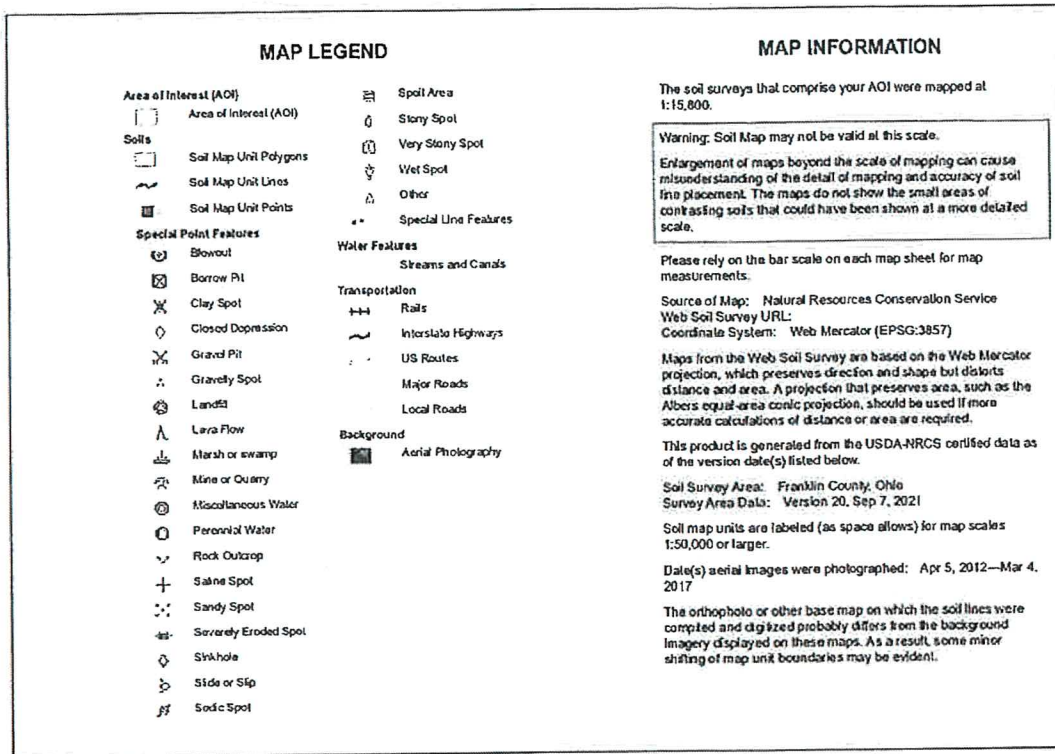 MAP LEGEND
Area of Interest (AOI)
Area of Interest (AOI)
Soils
Soil Map Unit Polygons
Soil Map Unit Lines
Soil Map Unit Points
Special Point Features
Blowout
Borrow Pit
Clay Spot
Closed Depression
Gravel Pit
Gravelly Spot
Landfill
Lava Flow
Marsh or swamp
Mine or Quarry
Miscellaneous Water
Perennial Water
Rock Outcrop
Saline Spot
Sandy Spot
Severely Eroded Spot
Sinkhole
Slide or Slip
Sodic Spot
Spoil Area
Stony Spot
Very Stony Spot
Wet Spot
Other
Special Line Features
Water Features
Streams and Canals
Transportation
Rails
Interstate Highways
US Routes
Major Roads
Local Roads
Background
Aerial Photography
MAP INFORMATION
The soil surveys that comprise your AOI were mapped at
1:15,800.
Warning: Soil Map may not be valid at this scale.
Enlargement of maps beyond the scale of mapping can cause
misunderstanding of the detail of mapping and accuracy of soil
line placement. The maps do not show the small areas of
contrasting soils that could have been shown at a more detailed
scale.
Please rely on the bar scale on each map sheet for map
measurements.
Source of Map: Natural Resources Conservation Service
Web Soil Survey URL:
Coordinate System: Web Mercator (EPSG:3857)
Maps from the Web Soil Survey are based on the Web Mercator
projection, which preserves direction and shape but distorts
distance and area. A projection that preserves area, such as the
Albers equal-area conic projection, should be used if more
accurate calculations of distance or area are required.
This product is generated from the USDA-NRCS certified data as
of the version date(s) listed below.
Soil Survey Area: Franklin County, Ohio
Survey Area Data: Version 20, Sep 7, 2021
Soil map units are labeled (as space allows) for map scales
1:50,000 or larger.
Date(s) aerial images were photographed: Apr 5, 2012—Mar 4,
2017
The orthophoto or other base map on which the soil lines were
compiled and digitized probably differs from the background
imagery displayed on these maps. As a result, some minor
shifting of map unit boundaries may be evident.